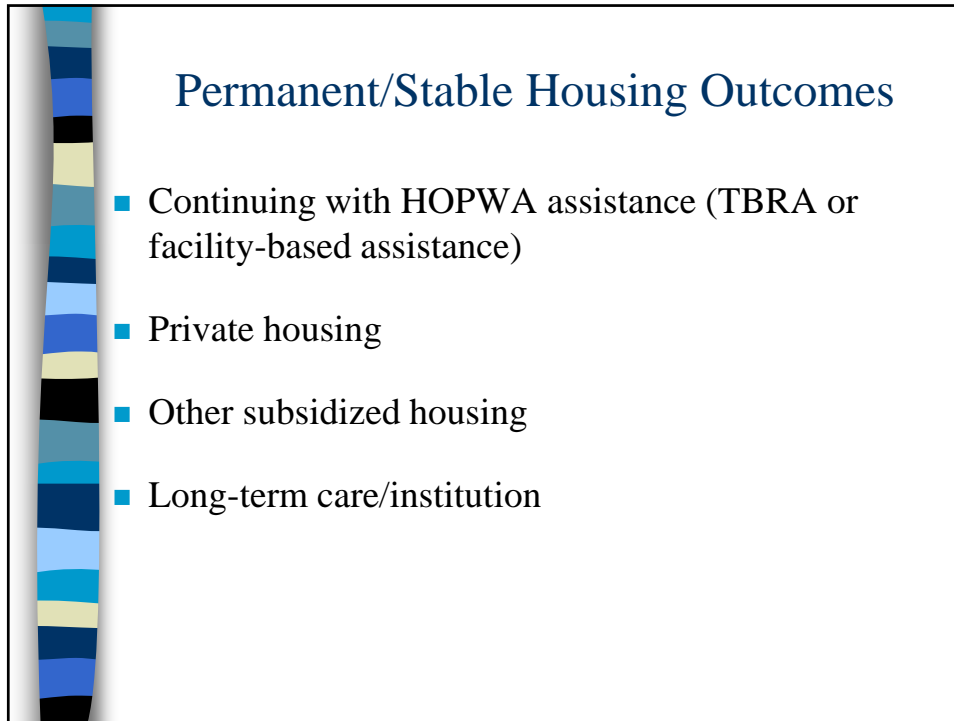 Permanent/Stable Housing Outcomes
Continuing with HOPWA assistance (TBRA or
facility-based assistance)
Private housing
Other subsidized housing
Long-term care/institution